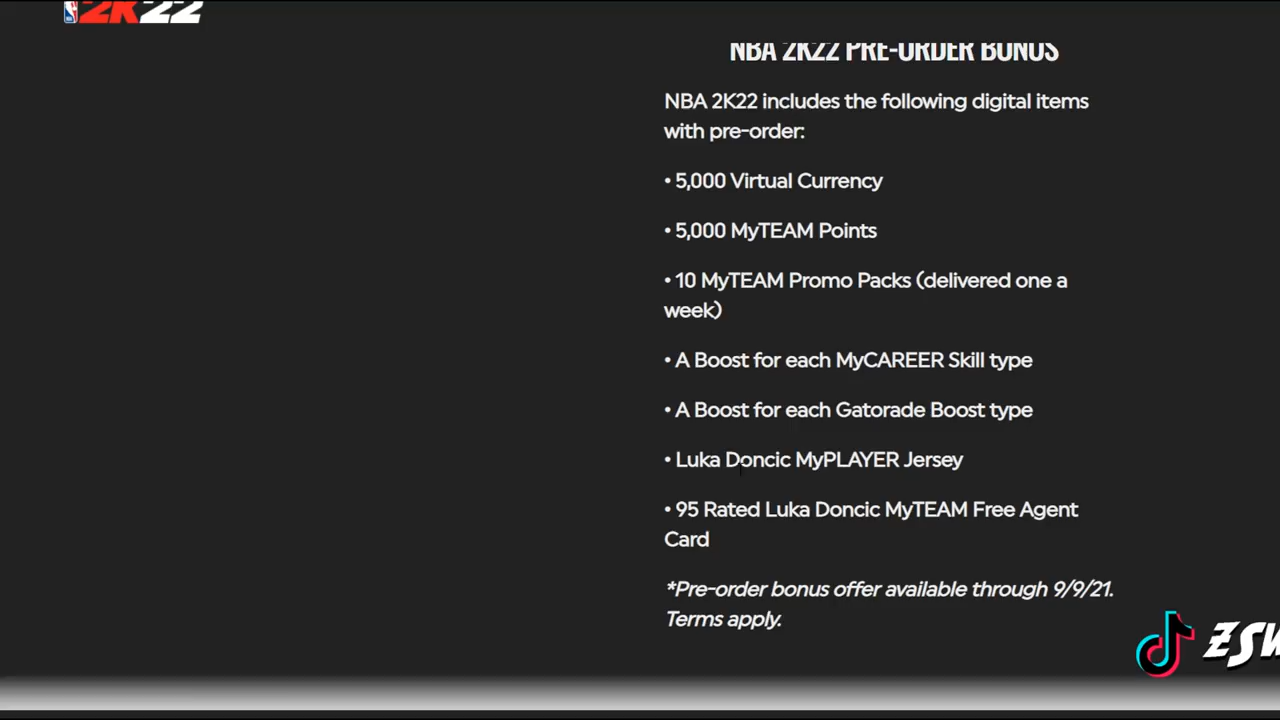 2K22
NBA 2K22 PRE-ORDER BONUS
NBA 2K22 includes the following digital items
with pre-order:
• 5,000 Virtual Currency
• 5,000 MyTEAM Points
• 10 MyTEAM Promo Packs (delivered one a
week)
• A Boost for each MyCAREER Skill type
• A Boost for each Gatorade Boost type
• Luka Doncic MyPLAYER Jersey
• 95 Rated Luka Doncic MyTEAM Free Agent
Card
*Pre-order bonus offer available through 9/9/21.
Terms apply.